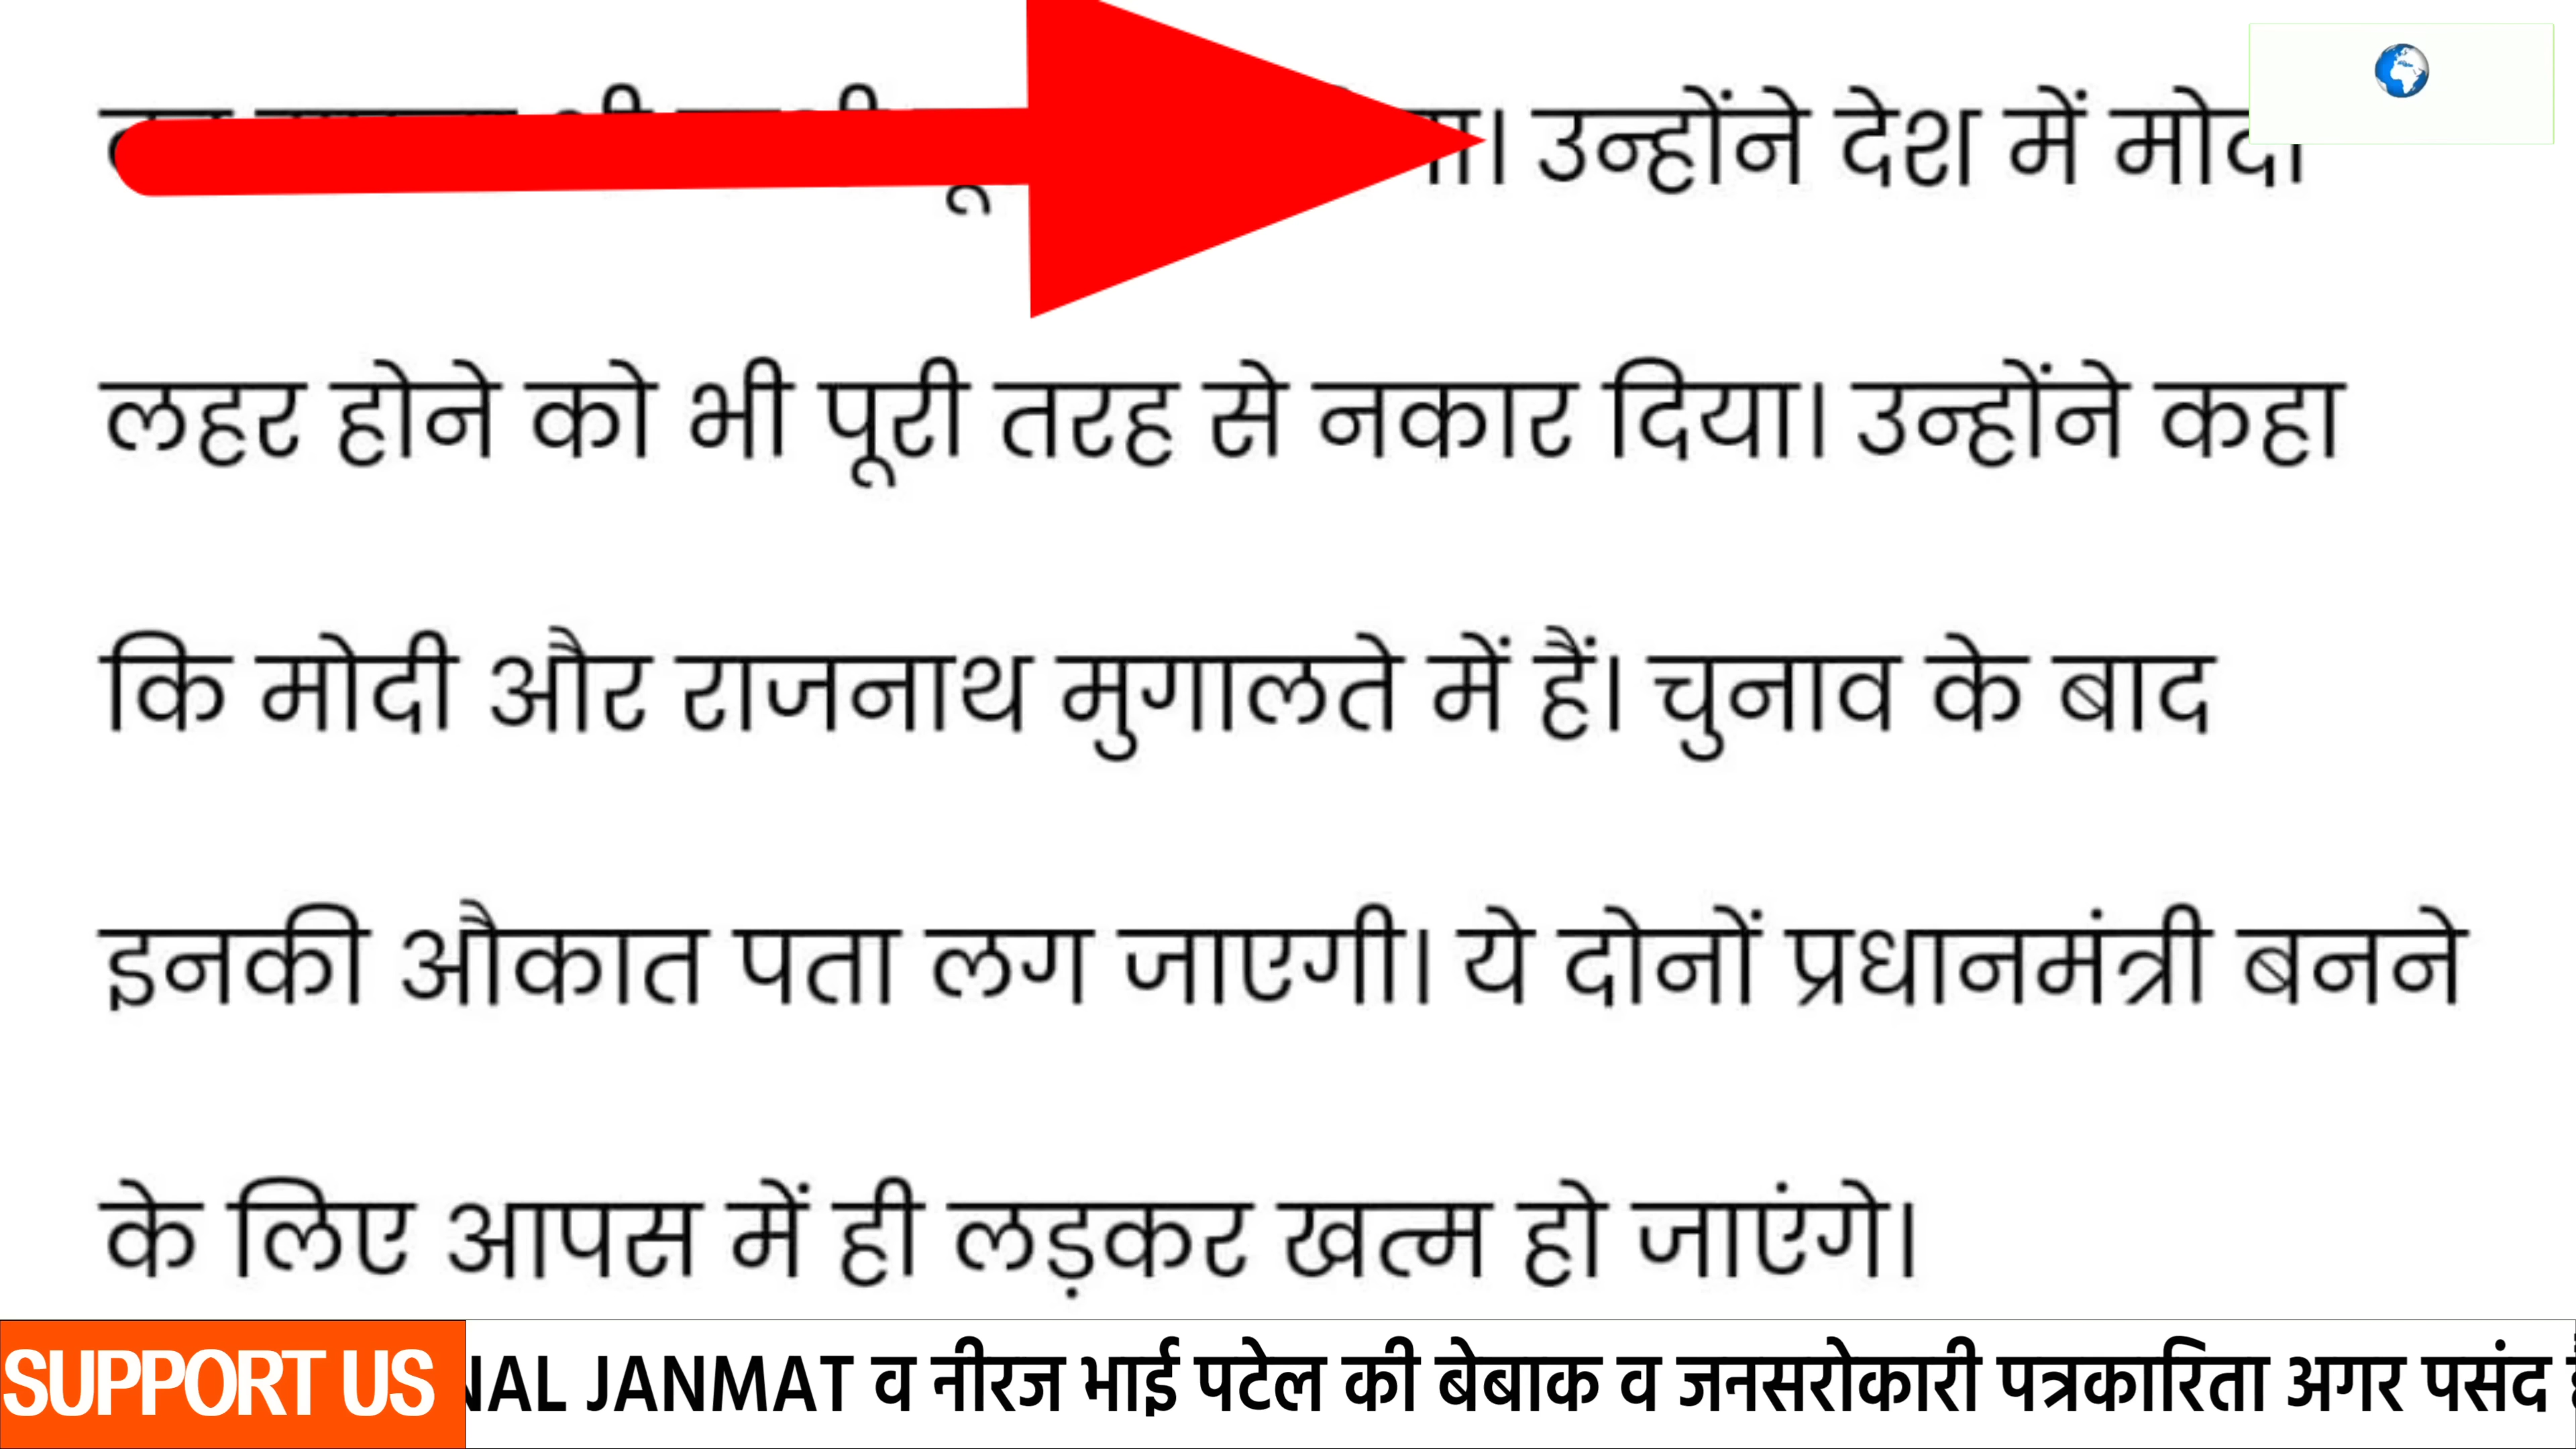 उन्होंने देश में
लहर होने को भी पूरी तरह से नकार दिया। उन्होंने कहा
कि मोदी और राजनाथ मुगालते में हैं। चुनाव के बाद
इनकी औकात पता लग जाएगी। ये दोनों प्रधानमंत्री बनने
के लिए आपस में ही लड़कर खत्म हो जाएंगे।
SUPPORT US JANMAT व नीरज भाई पटेल की बेबाक व जनसरोकारी पत्रकारिता अगर पसंद